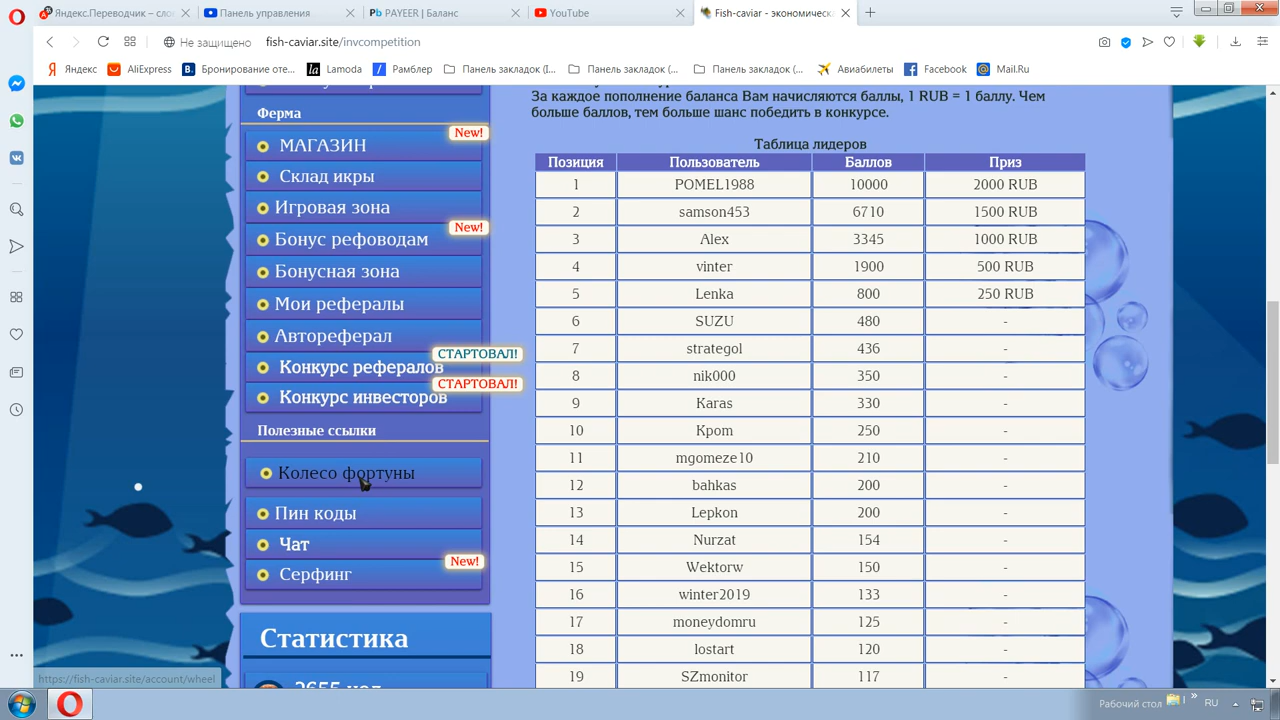 Яндекс.Переводчик – сло
Панель управления
PAYEER | Баланс
YouTube
Fish-caviar - экономическ
Не защищено
fish-caviar.site/invcompetition
Яндекс
AliExpress
Бронирование оте...
Lamoda
Рамблер
Панель закладок (I...
Панель закладок (...
Панель закладок (...
Авиабилеты
Facebook
Mail.Ru
Ферма
МАГАЗИН
New!
Склад икры
Игровая зона
Бонус рефоводам
New!
Бонусная зона
Мои рефералы
Автореферал
Конкурс рефералов
СТАРТОВАЛ!
Конкурс инвесторов
СТАРТОВАЛ!
Полезные ссылки
Колесо фортуны
Пин коды
Чат
Серфинг
New!
Статистика
2655 чел
За каждое пополнение баланса Вам начисляются баллы, 1 RUB = 1 баллу. Чем
больше баллов, тем больше шанс победить в конкурсе.
Таблица лидеров
Позиция Пользователь Баллов Приз
1 POMEL1988 10000 2000 RUB
2 samson453 6710 1500 RUB
3 Alex 3345 1000 RUB
4 vinter 1900 500 RUB
5 Lenka 800 250 RUB
6 SUZU 480 -
7 strategol 436 -
8 nik000 350 -
9 Karas 330 -
10 Кроm 250 -
11 mgomeze10 210 -
12 bahkas 200 -
13 Lepkon 200 -
14 Nurzat 154 -
15 Wektorw 150 -
16 winter2019 133 -
17 moneydomru 125 -
18 lostart 120 -
19 SZmonitor 117 -
https://fish-caviar.site/account/wheel
Рабочий стол
RU